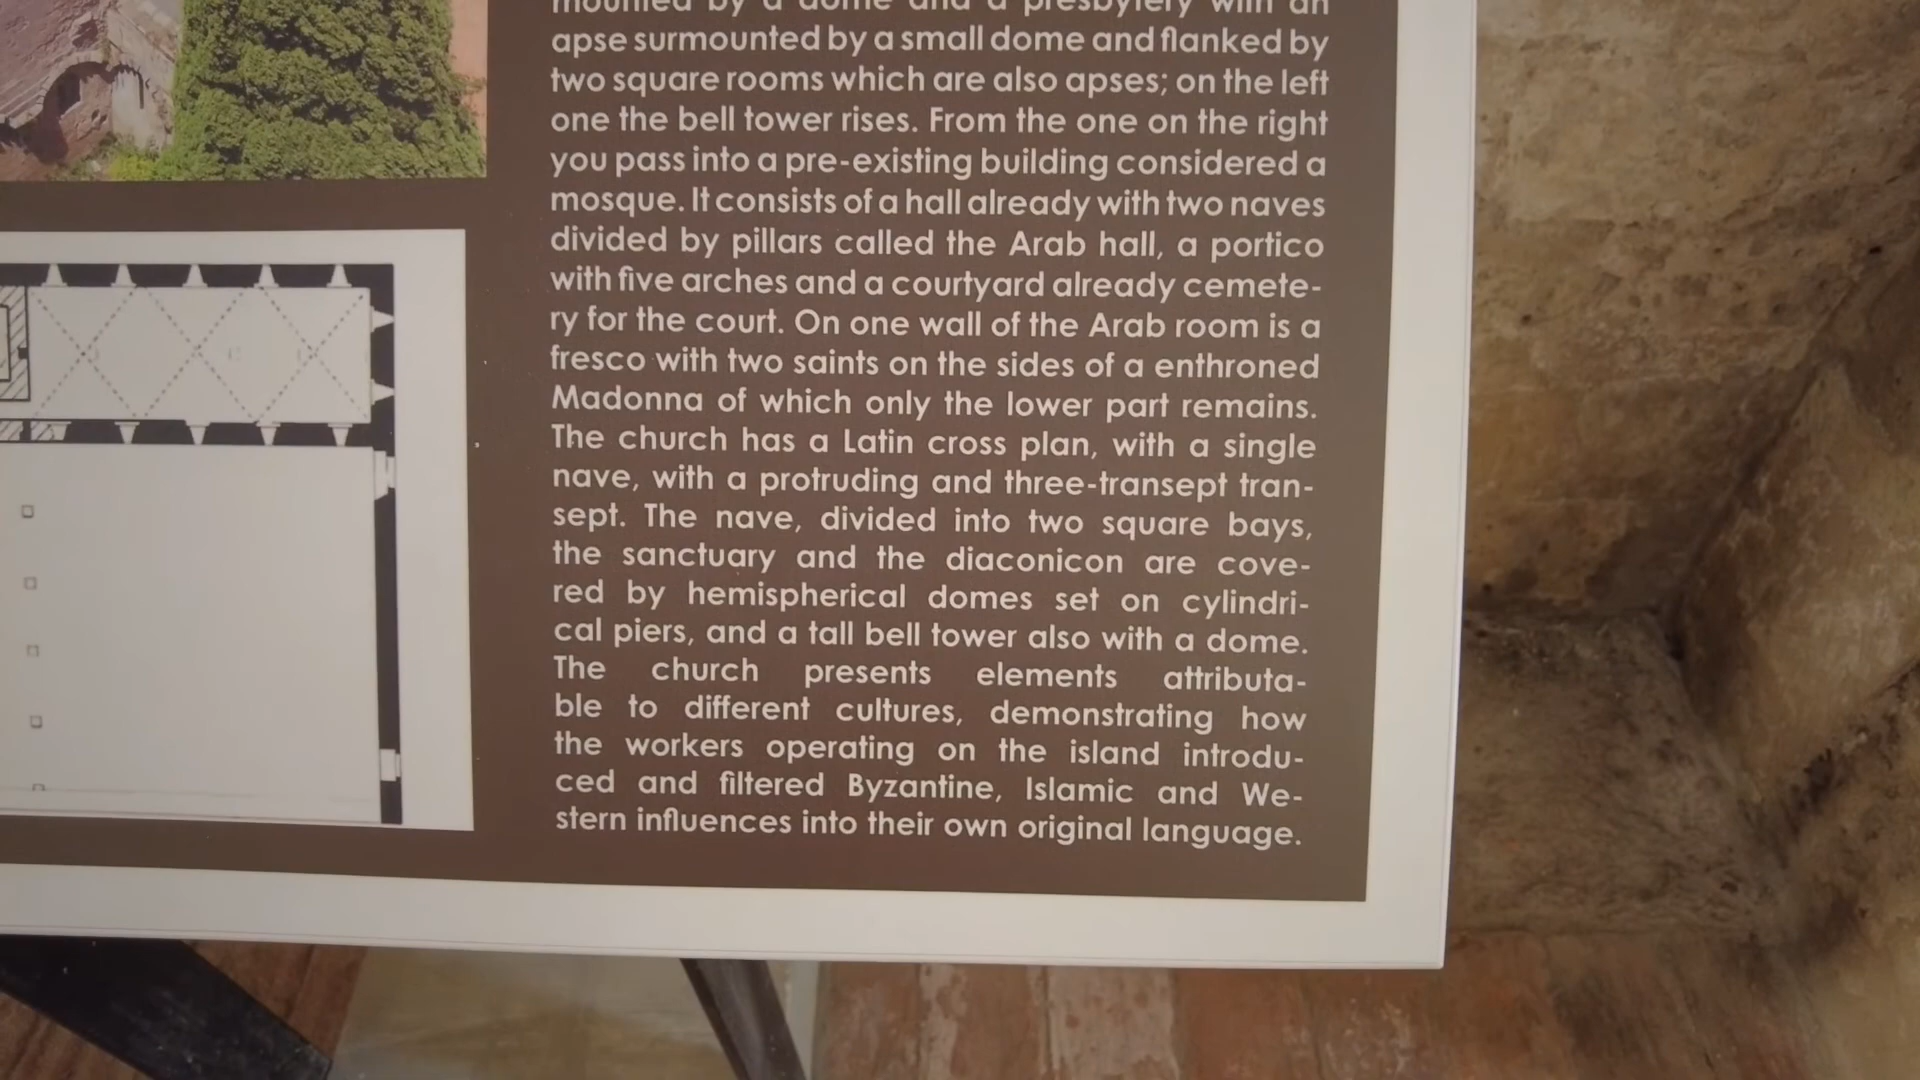 mounted by a dome and a presbytery with an
apse surmounted by a small dome and flanked by
two square rooms which are also apses; on the left
one the bell tower rises. From the one on the right
you pass into a pre-existing building considered a
mosque. It consists of a hall already with two naves
divided by pillars called the Arab hall, a portico
with five arches and a courtyard already cemete-
ry for the court. On one wall of the Arab room is a
fresco with two saints on the sides of a enthroned
Madonna of which only the lower part remains.
The church has a Latin cross plan, with a single
nave, with a protruding and three-transept tran-
sept. The nave, divided into two square bays,
the sanctuary and the diaconicon are cove-
red by hemispherical domes set on cylindri-
cal piers, and a tall bell tower also with a dome.
The church presents elements attributa-
ble to different cultures, demonstrating how
the workers operating on the island introdu-
ced and filtered Byzantine, Islamic and We-
stern influences into their own original language.